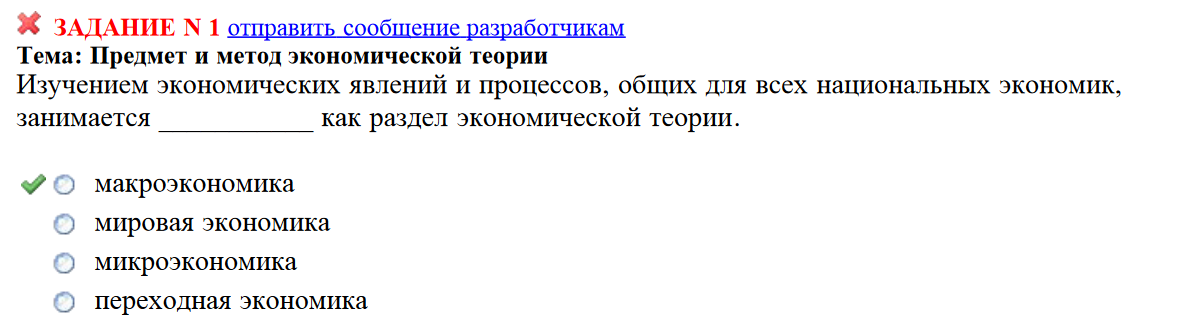 ЗАДАНИЕ N 1 отправить сообщение разработчикам
Тема: Предмет и метод экономической теории
Изучением экономических явлений и процессов, общих для всех национальных экономик,
занимается ___________ как раздел экономической теории.
макроэкономика
мировая экономика
микроэкономика
переходная экономика